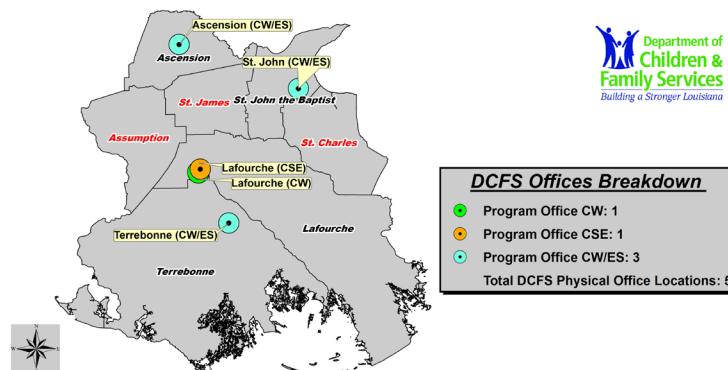 Ascension (CW/ES)
Ascension
St. John (CW/ES)
St. James
St. John the Baptist
Assumption
St. Charles
Lafourche (CSE)
Lafourche (CW)
Terrebonne (CW/ES)
Lafourche
Terrebonne
N
W
E
S
Department of
Children &
Family Services
Building a Stronger Louisiana
DCFS Offices Breakdown
Program Office CW: 1
Program Office CSE: 1
Program Office CW/ES: 3
Total DCFS Physical Office Locations: 5